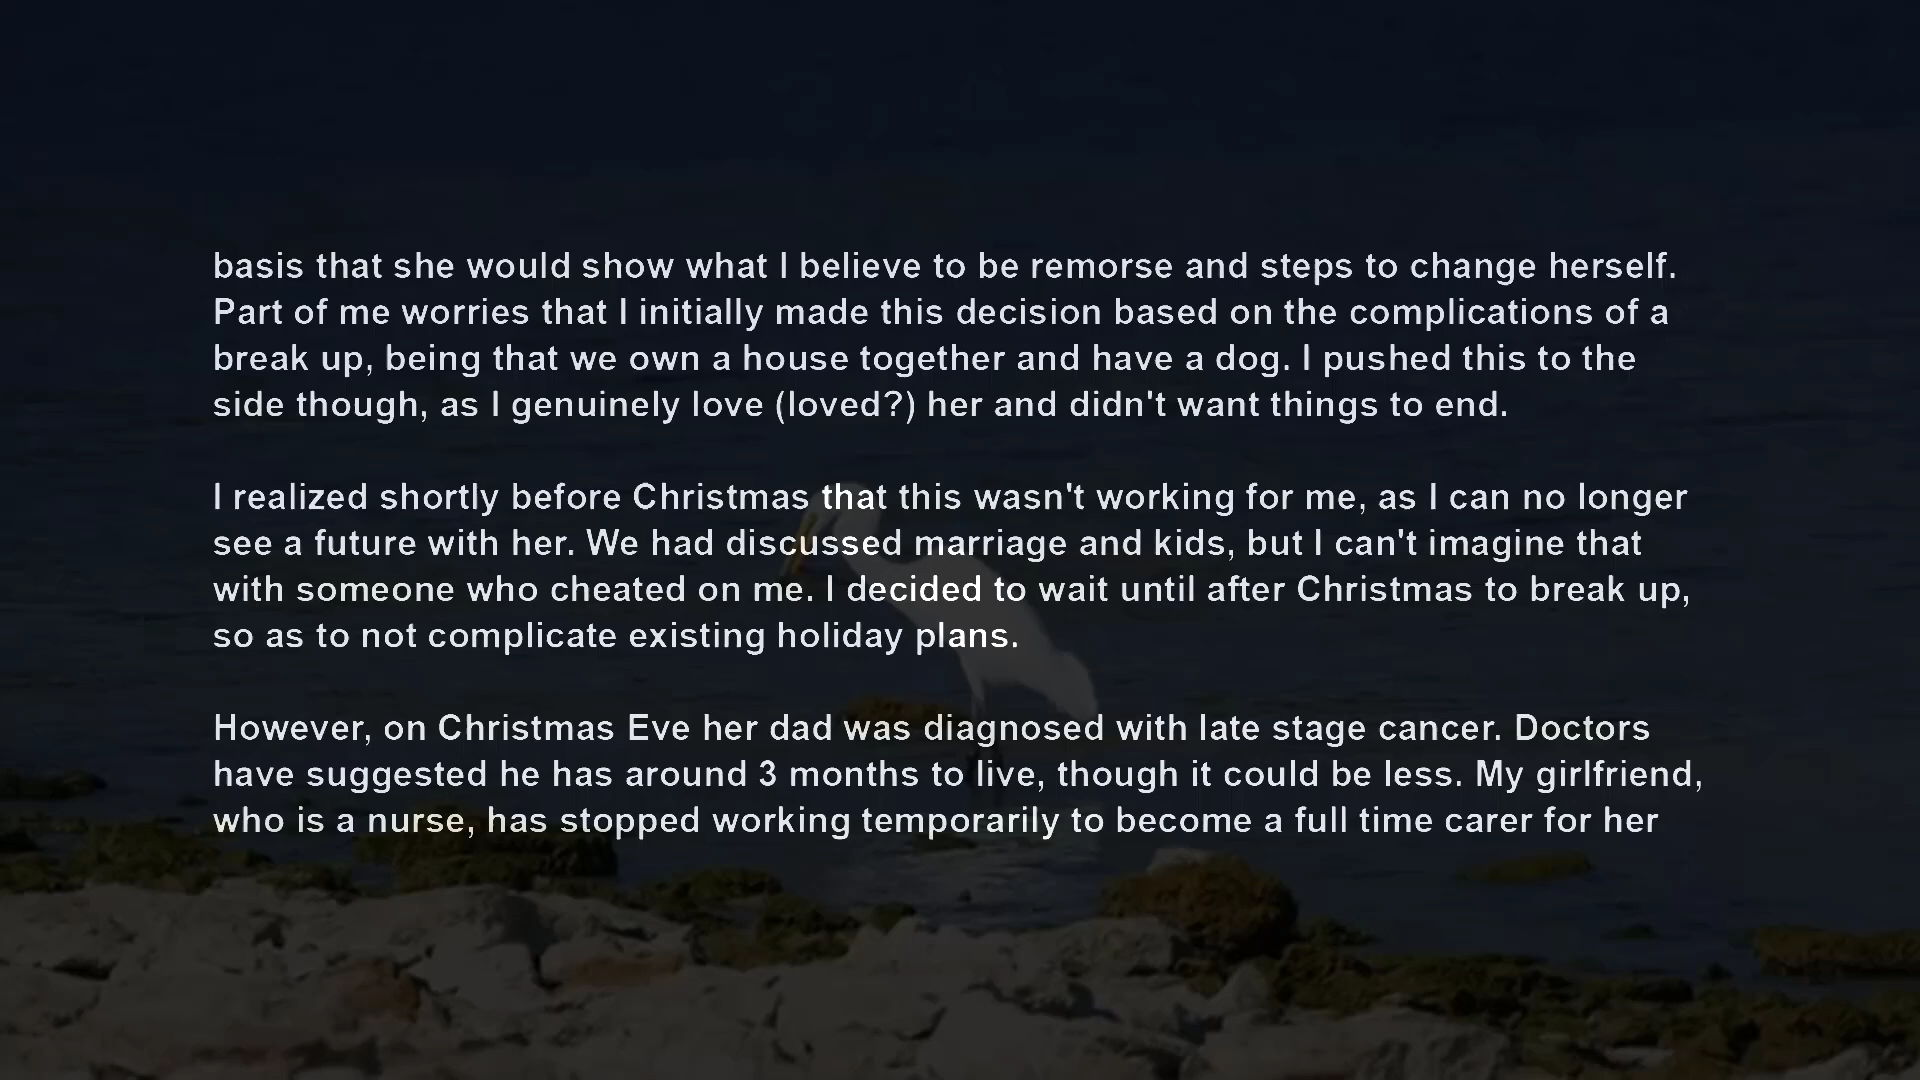 basis that she would show what I believe to be remorse and steps to change herself.
Part of me worries that I initially made this decision based on the complications of a
break up, being that we own a house together and have a dog. I pushed this to the
side though, as I genuinely love (loved?) her and didn't want things to end.
I realized shortly before Christmas that this wasn't working for me, as I can no longer
see a future with her. We had discussed marriage and kids, but I can't imagine that
with someone who cheated on me. I decided to wait until after Christmas to break up,
so as to not complicate existing holiday plans.
However, on Christmas Eve her dad was diagnosed with late stage cancer. Doctors
have suggested he has around 3 months to live, though it could be less. My girlfriend,
who is a nurse, has stopped working temporarily to become a full time carer for her